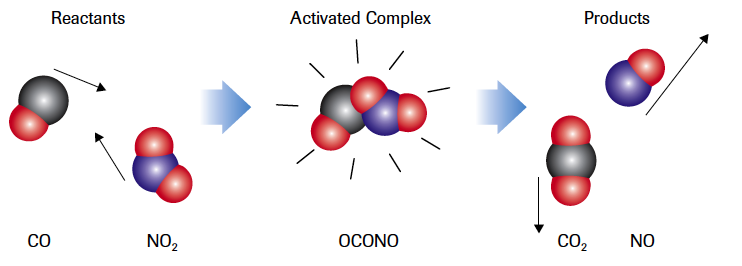 Reactants
Activated Complex
Products
CO
NO₂
OCONO
CO₂
NO